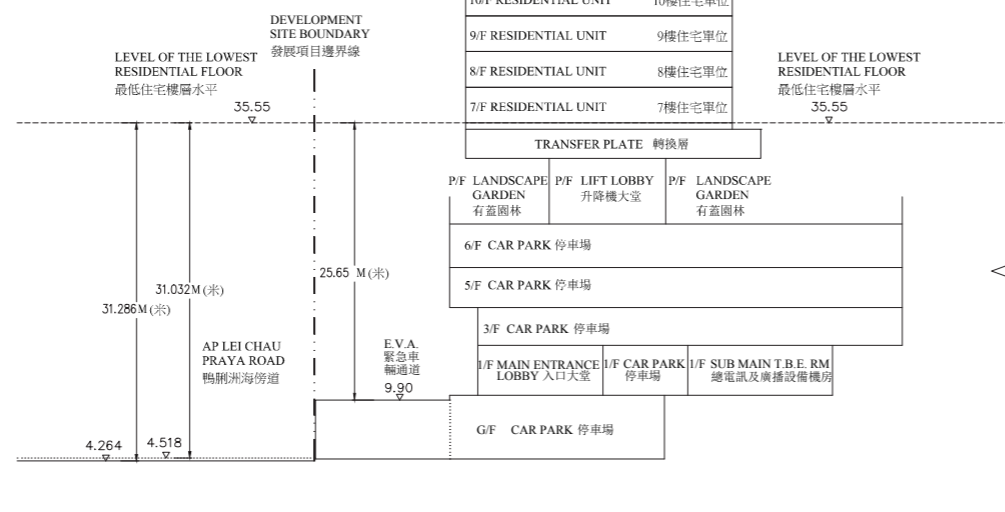 10/F RESIDENTIAL UNIT 10樓住宅單位
DEVELOPMENT
SITE BOUNDARY
發展項目邊界線
9/F RESIDENTIAL UNIT 9樓住宅單位
LEVEL OF THE LOWEST
RESIDENTIAL FLOOR
最低住宅樓層水平
35.55
8/F RESIDENTIAL UNIT 8樓住宅單位
LEVEL OF THE LOWEST
RESIDENTIAL FLOOR
最低住宅樓層水平
35.55
7/F RESIDENTIAL UNIT 7樓住宅單位
TRANSFER PLATE 轉換層
P/F LANDSCAPE
GARDEN
有蓋園林
P/F LIFT LOBBY
升降機大堂
P/F LANDSCAPE
GARDEN
有蓋園林
6/F CAR PARK 停車場
25.65 M(米)
5/F CAR PARK 停車場
31.032M(米)
31.286M(米)
3/F CAR PARK 停車場
AP LEI CHAU
PRAYA ROAD
鴨脷洲海傍道
E.V.A.
緊急車
輛通道
9.90
1/F MAIN ENTRANCE
LOBBY 入口大堂
1/F CAR PARK
停車場
1/F SUB MAIN T.B.E. RM
總電訊及廣播設備機房
G/F CAR PARK 停車場
4.264
4.518